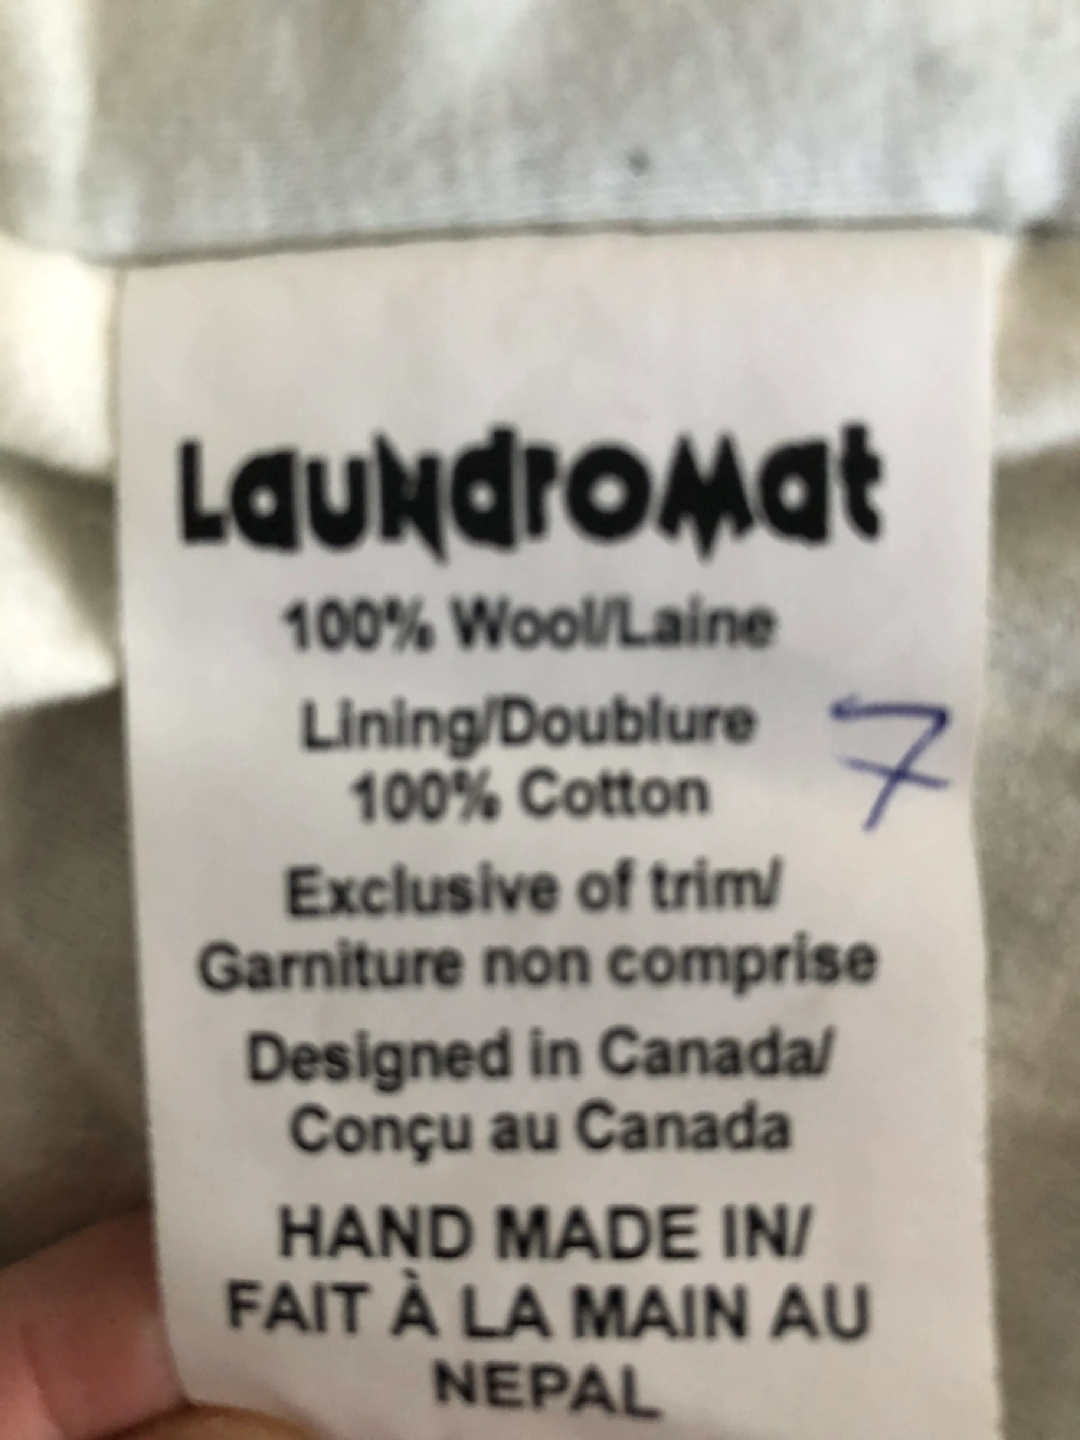 LauNdroMat
100% Wool/Laine
Lining/Doublure
7
100% Cotton
Exclusive of trim/
Garniture non comprise
Designed in Canada/
Conçu au Canada
HAND MADE IN/
FAIT À LA MAIN AU
NEPAL